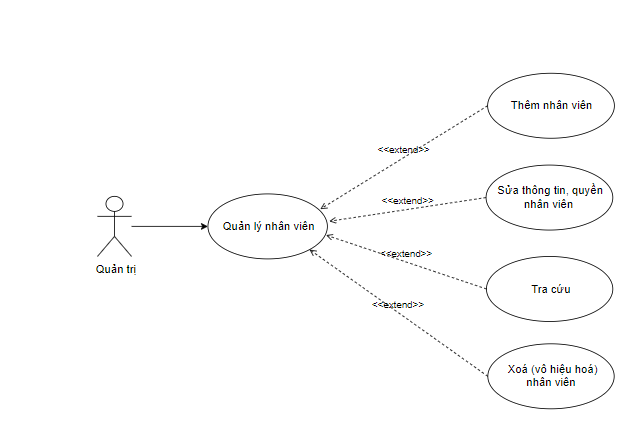 Thêm nhân viên
<<extend>>
Sửa thông tin, quyền
nhân viên
<<extend>>
Quản lý nhân viên
Quản trị
<<extend>>
Tra cứu
<<extend>>
Xoá (vô hiệu hoá)
nhân viên